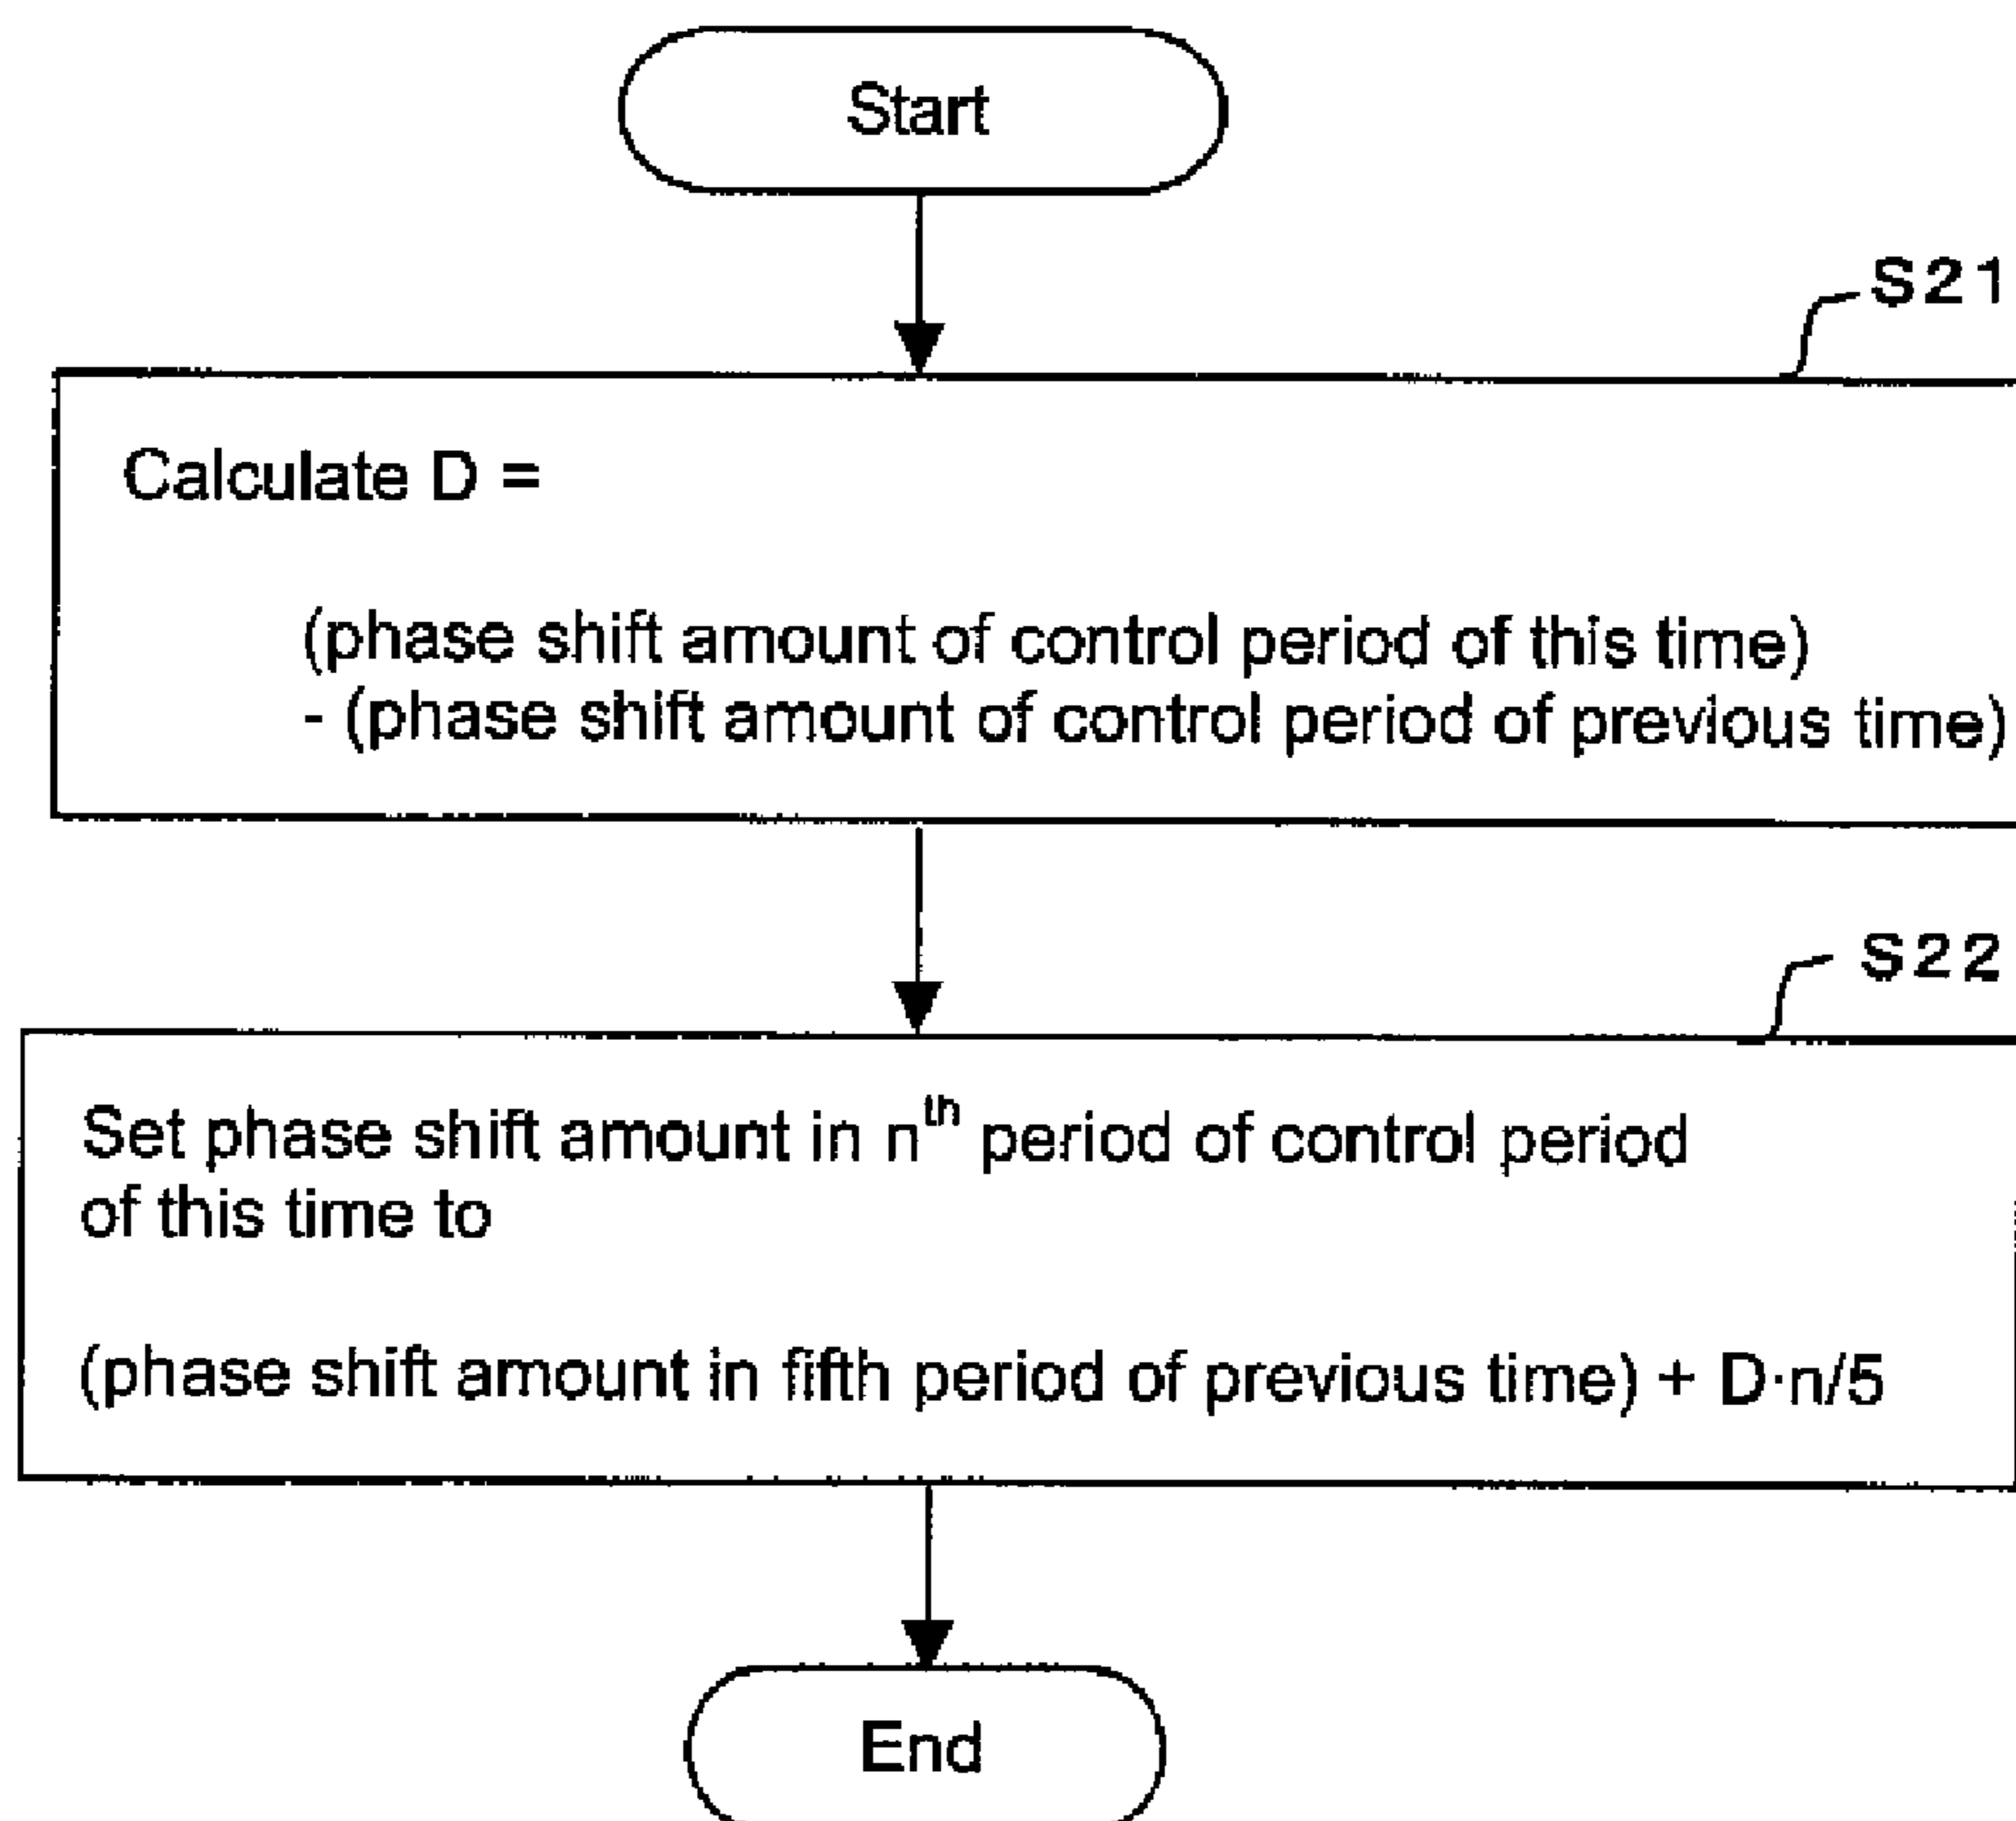 Start
S21
Calculate D =
(phase shift amount of control period of this time)
- (phase shift amount of control period of previous time)
S22
Set phase shift amount in nth period of control period
of this time to
(phase shift amount in fifth period of previous time) + D·n/5
End